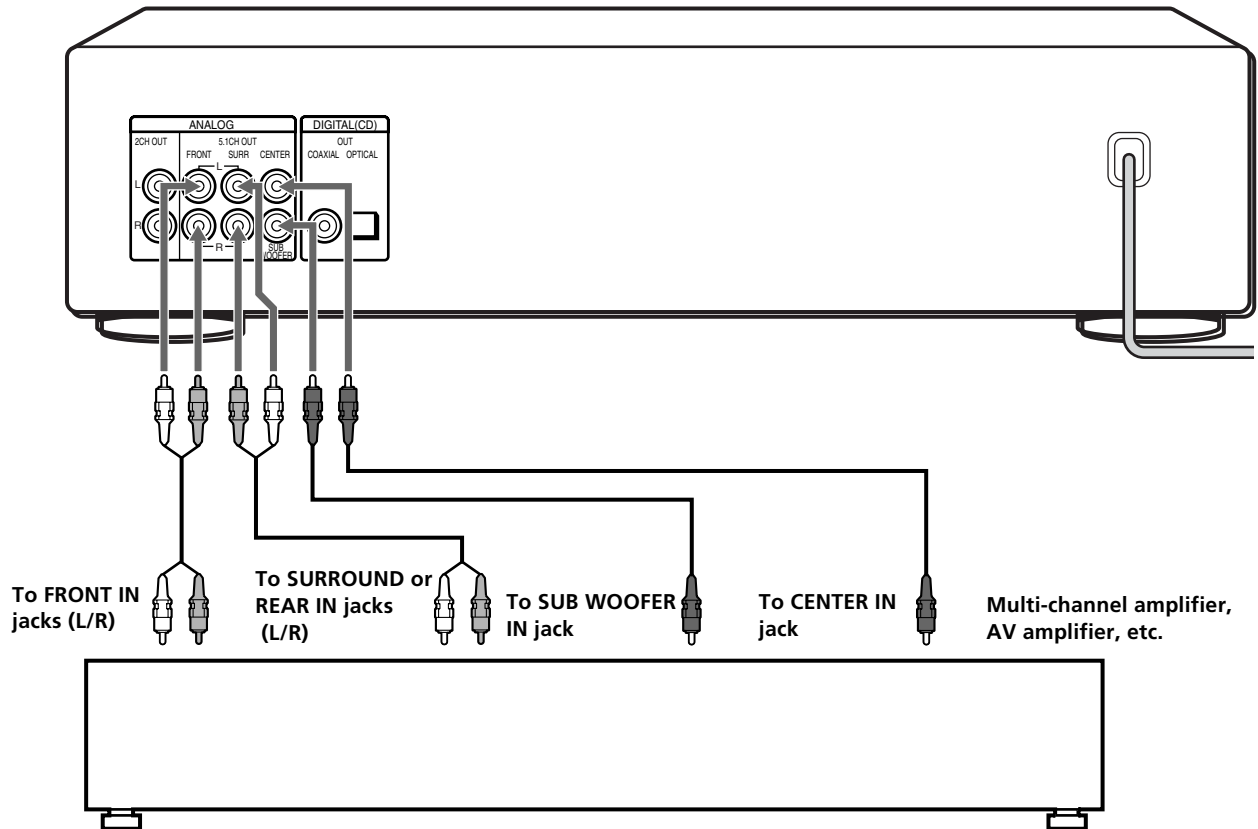 ANALOG
DIGITAL(CD)
2CH OUT
5.1CH OUT
OUT
FRONT
SURR
CENTER
COAXIAL
OPTICAL
L
L
R
R
SUB
WOOFER
To FRONT IN
jacks (L/R)
To SURROUND or
REAR IN jacks
(L/R)
To SUB WOOFER
IN jack
To CENTER IN
jack
Multi-channel amplifier,
AV amplifier, etc.